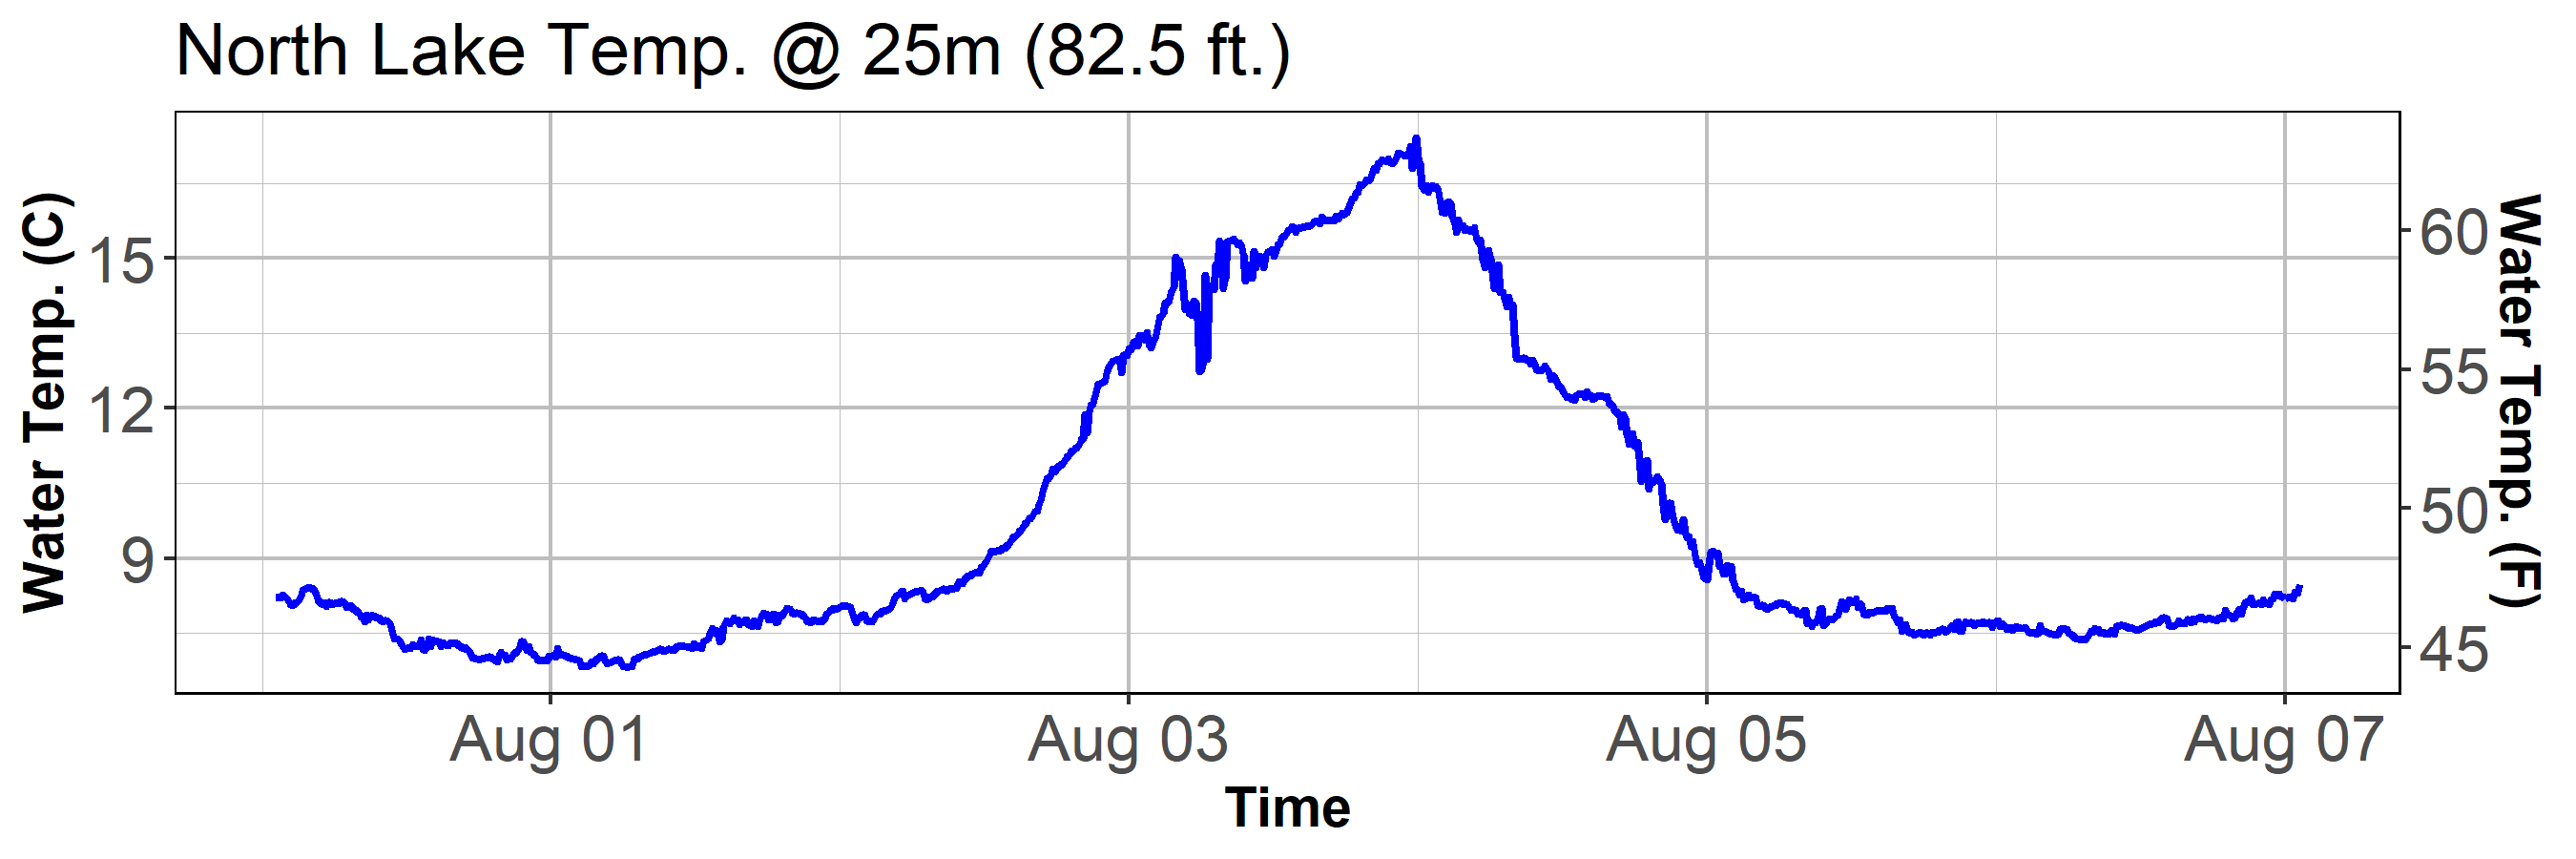 North Lake Temp. @ 25m (82.5 ft.)
Water Temp. (C)
15
12
9
60
55
50
45
Water Temp. (F)
Aug 01 Aug 03 Aug 05 Aug 07
Time